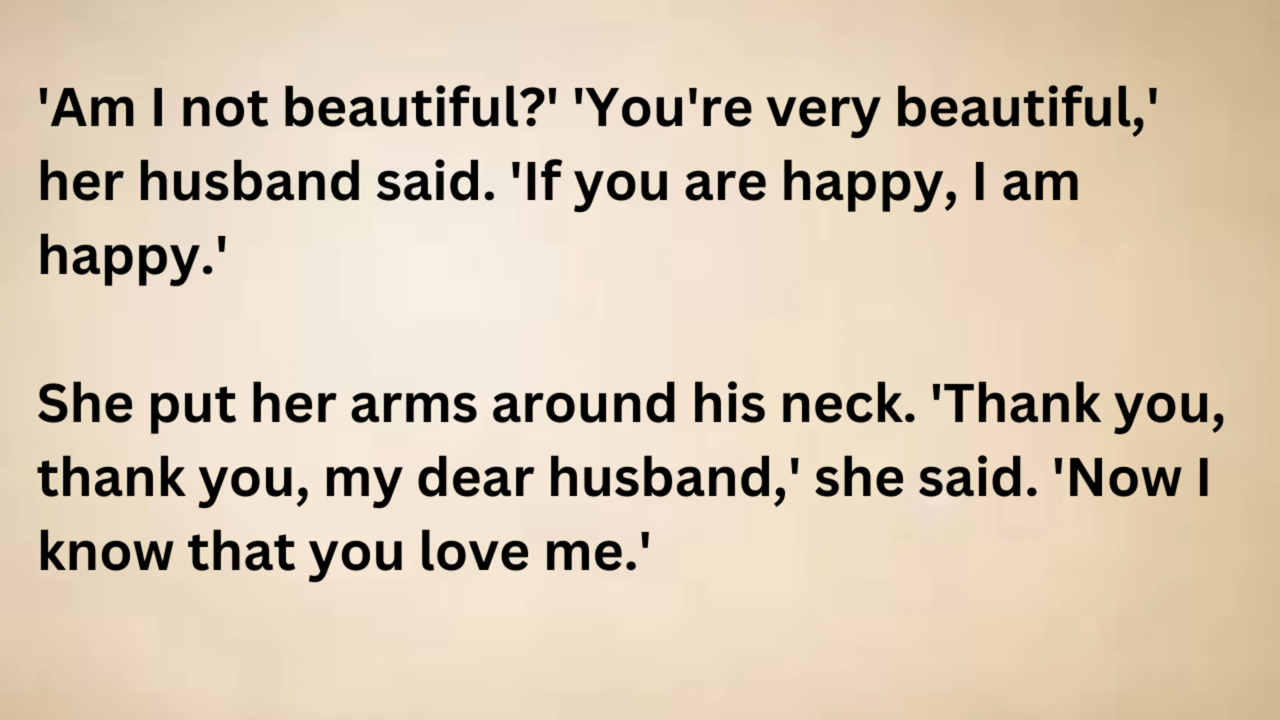 'Am I not beautiful?' 'You're very beautiful,'
her husband said. 'If you are happy, I am
happy.'
She put her arms around his neck. 'Thank you,
thank you, my dear husband,' she said. 'Now I
know that you love me.'